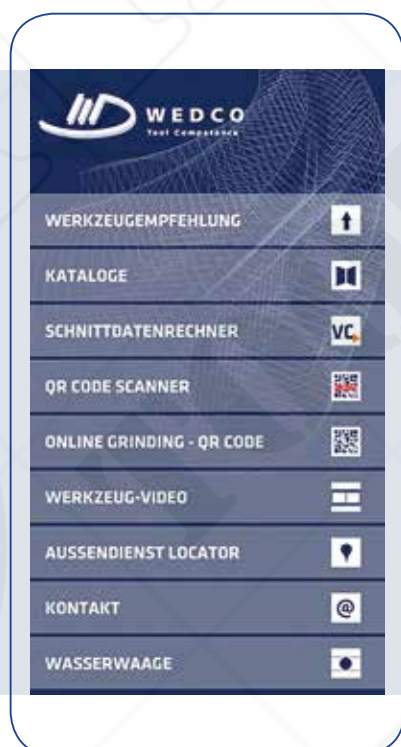 WEDCO
Tool Competence
WERKZEUGEMPFEHLUNG
KATALOGE
SCHNITTDATENRECHNER
VC
QR CODE SCANNER
ONLINE GRINDING - QR CODE
WERKZEUG-VIDEO
AUSSENDIENST LOCATOR
KONTAKT
@
WASSERWAAGE